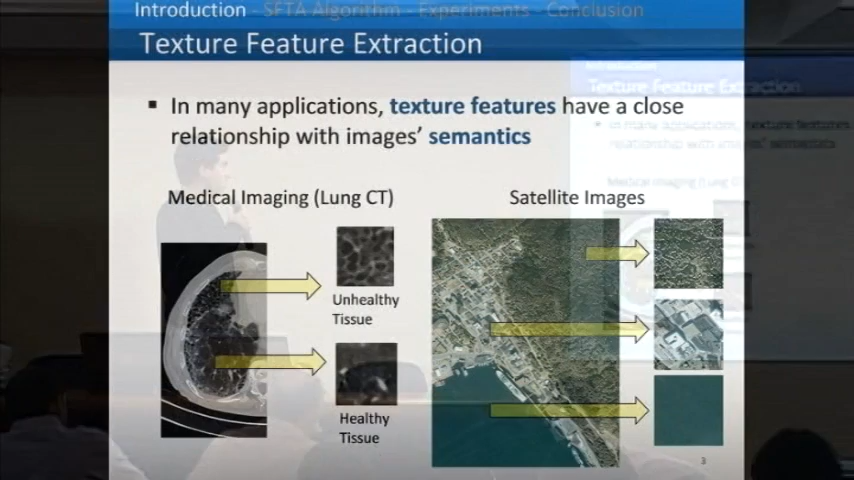 Introduction - SFTA Algorithm - Experiments - Conclusion
Texture Feature Extraction
▪ In many applications, texture features have a close
relationship with images’ semantics
Medical Imaging (Lung CT)
Satellite Images
Unhealthy
Tissue
Healthy
Tissue
3